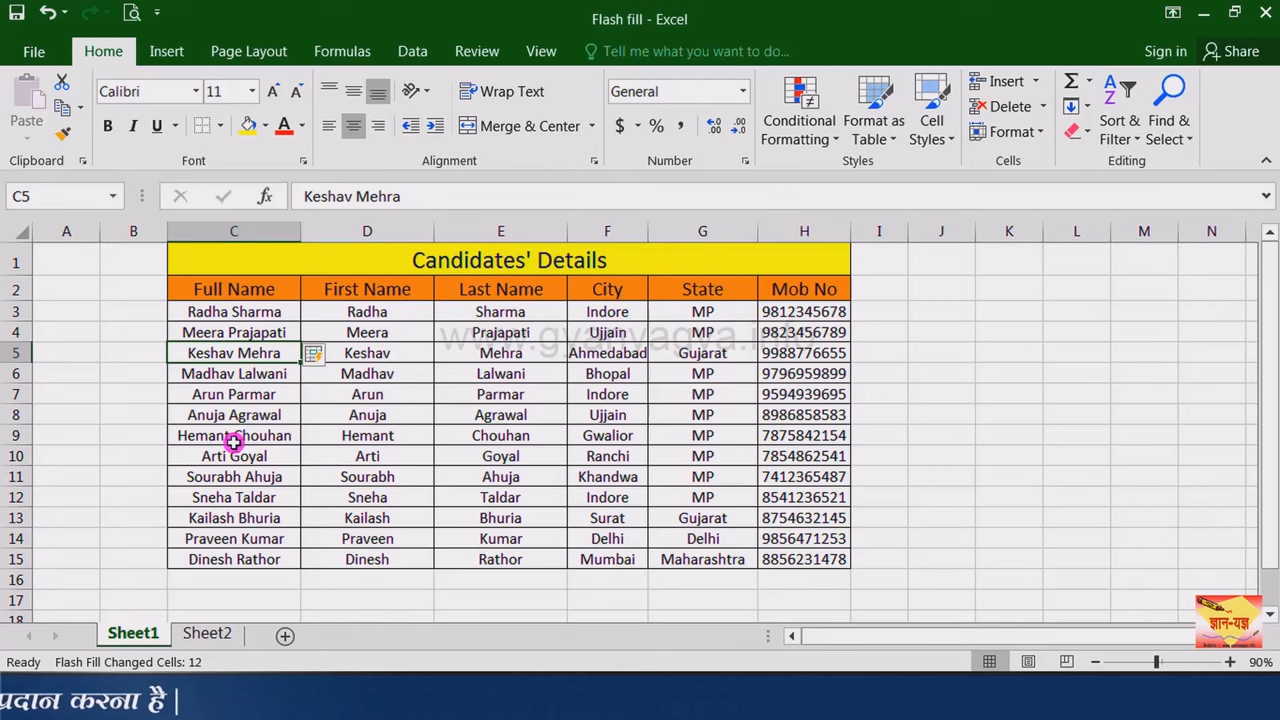 Flash fill - Excel
File Home Insert Page Layout Formulas Data Review View Tell me what you want to do... Sign in Share
Calibri 11 Wrap Text General Insert
Paste B I U Merge & Center $ % , Conditional Formatting Format as Table Cell Styles Delete Format Sort & Filter Find & Select
Clipboard Font Alignment Number Styles Cells Editing
C5 fx Keshav Mehra
A B C D E F G H I J K L M N
1 Candidates' Details
2 Full Name First Name Last Name City State Mob No
3 Radha Sharma Radha Sharma Indore MP 9812345678
4 Meera Prajapati Meera Prajapati Ujjain MP 9823456789
www.gyanyagya.info
5 Keshav Mehra Keshav Mehra Ahmedabad Gujarat 9988776655
6 Madhav Lalwani Madhav Lalwani Bhopal MP 9796959899
7 Arun Parmar Arun Parmar Indore MP 9594939695
8 Anuja Agrawal Anuja Agrawal Ujjain MP 8986858583
9 Hemant Chouhan Hemant Chouhan Gwalior MP 7875842154
10 Arti Goyal Arti Goyal Ranchi MP 7854862541
11 Sourabh Ahuja Sourabh Ahuja Khandwa MP 7412365487
12 Sneha Taldar Sneha Taldar Indore MP 8541236521
13 Kailash Bhuria Kailash Bhuria Surat Gujarat 8754632145
14 Praveen Kumar Praveen Kumar Delhi Delhi 9856471253
15 Dinesh Rathor Dinesh Rathor Mumbai Maharashtra 8856231478
16
17
18
ज्ञान-यज्ञ
Sheet1 Sheet2
Ready Flash Fill Changed Cells: 12 90%
प्रदान करना है |